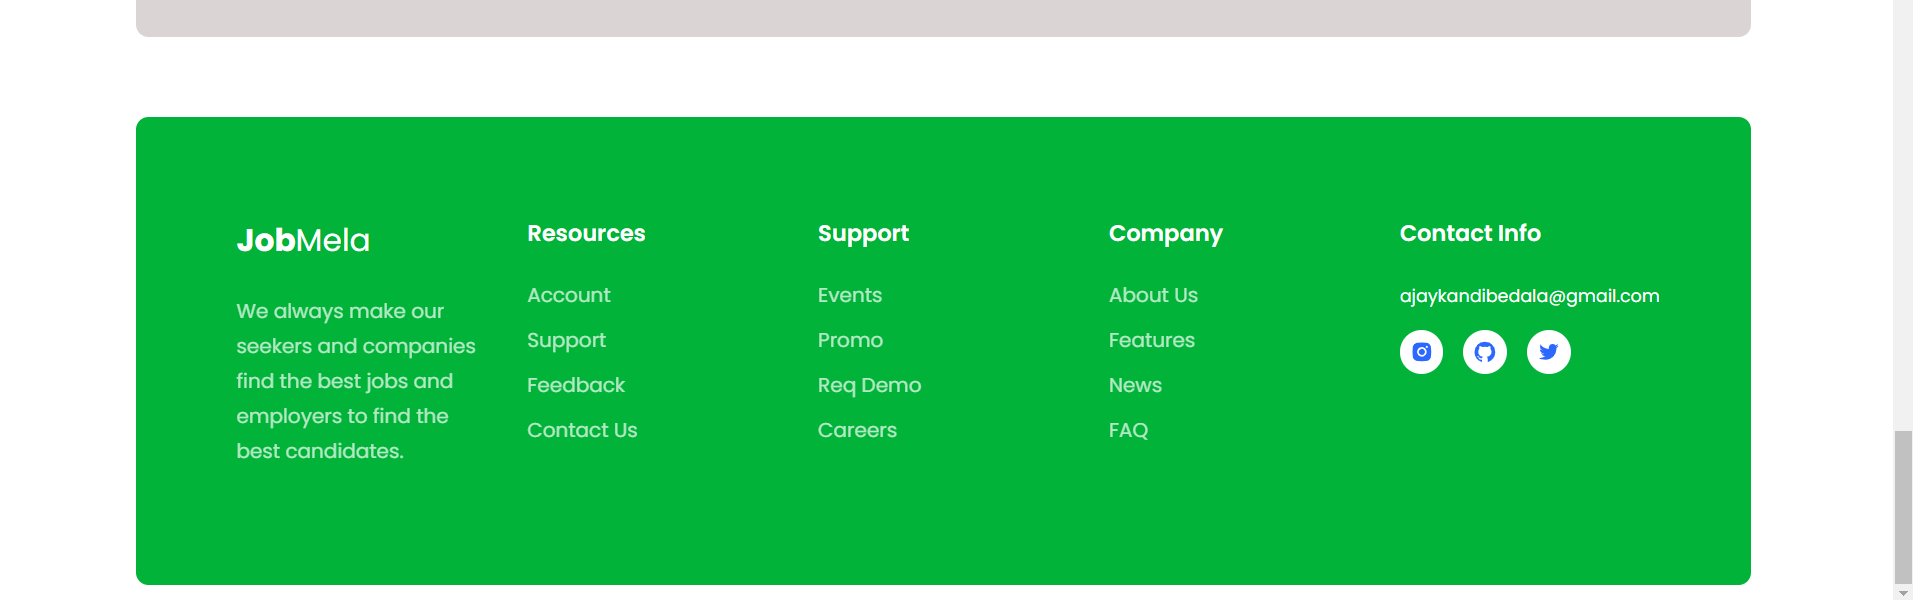 JobMela
We always make our
seekers and companies
find the best jobs and
employers to find the
best candidates.
Resources
Account
Support
Feedback
Contact Us
Support
Events
Promo
Req Demo
Careers
Company
About Us
Features
News
FAQ
Contact Info
ajaykandibedala@gmail.com